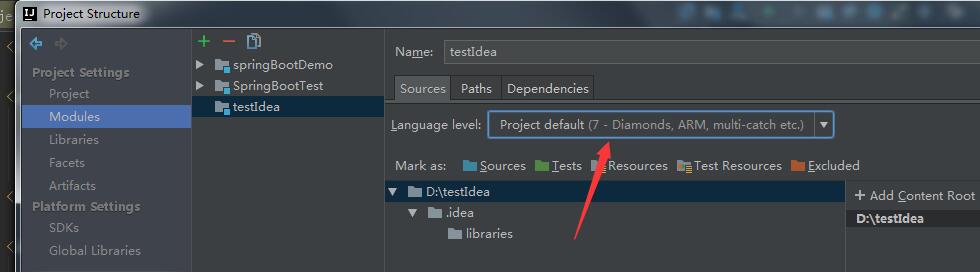 je
Project Structure
Project Settings
Project
Modules
Libraries
Facets
Artifacts
Platform Settings
SDKs
Global Libraries
springBootDemo
SpringBootTest
testIdea
Name: testIdea
Sources Paths Dependencies
Language level: Project default (7 - Diamonds, ARM, multi-catch etc.)
Mark as: Sources Tests Resources Test Resources Excluded
D:\testIdea
.idea
libraries
+ Add Content Root
D:\testIdea